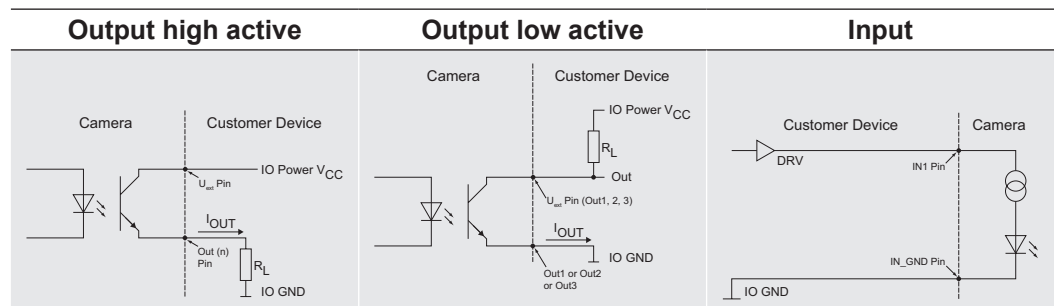 Output high active
Output low active
Input
Camera
Customer Device
IO Power VCC
Uext Pin
IOUT
Out (n)
Pin
RL
IO GND
Camera
Customer Device
IO Power VCC
RL
Out
Uext Pin (Out1, 2, 3)
IOUT
IO GND
Out1 or Out2
or Out3
Customer Device
Camera
DRV
IN1 Pin
IN_GND Pin
IO GND